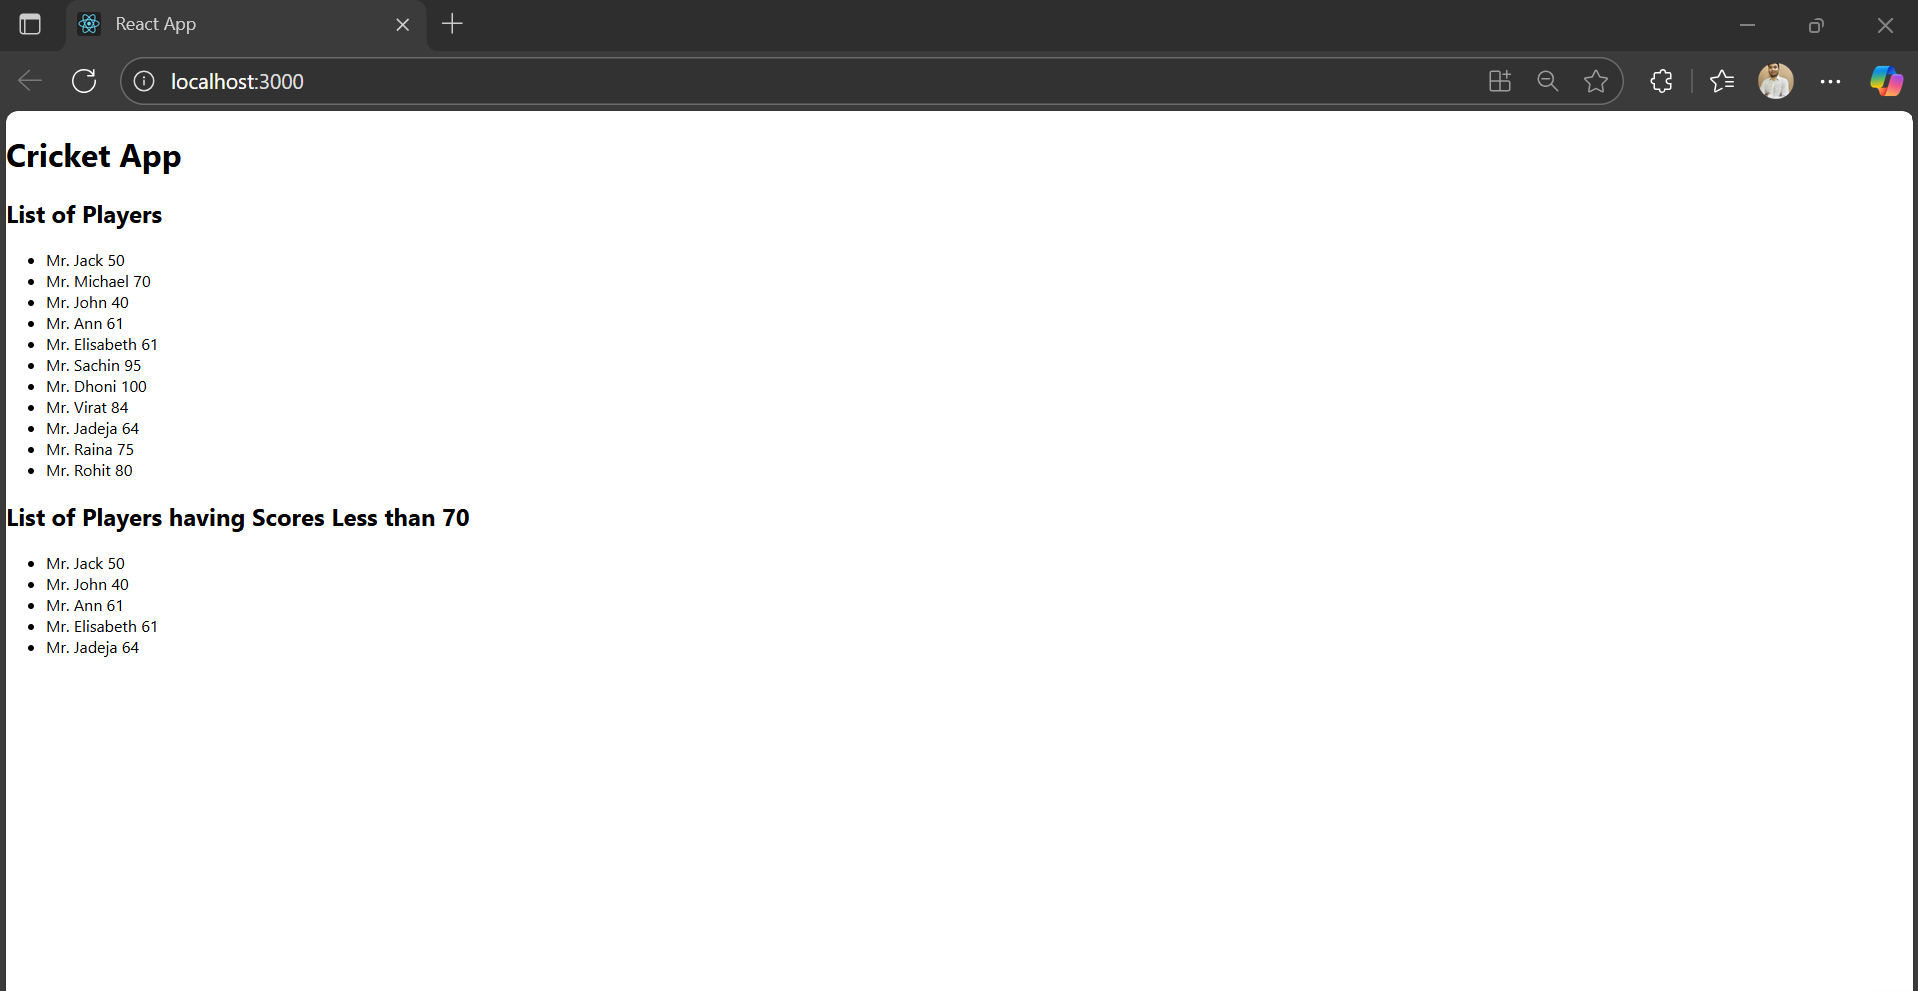 React App
localhost:3000
Cricket App
List of Players
Mr. Jack 50
Mr. Michael 70
Mr. John 40
Mr. Ann 61
Mr. Elisabeth 61
Mr. Sachin 95
Mr. Dhoni 100
Mr. Virat 84
Mr. Jadeja 64
Mr. Raina 75
Mr. Rohit 80
List of Players having Scores Less than 70
Mr. Jack 50
Mr. John 40
Mr. Ann 61
Mr. Elisabeth 61
Mr. Jadeja 64